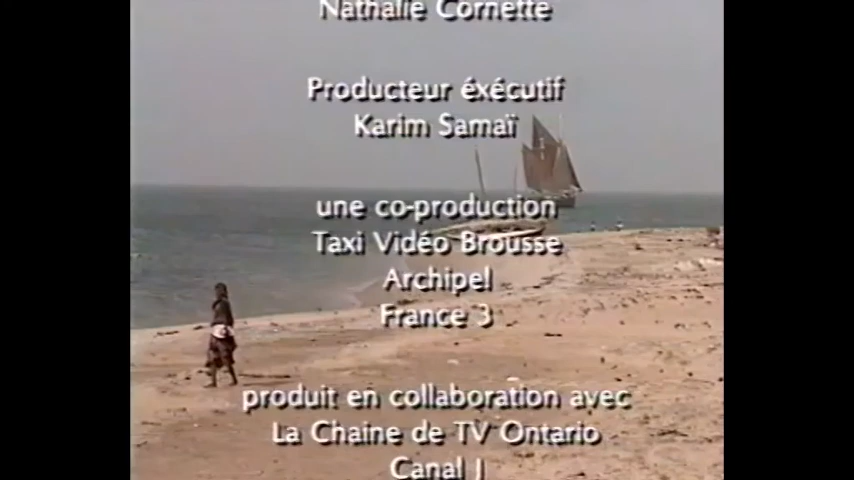 Nathalie Cornette
Producteur éxécutif
Karim Samaï
une co-production
Taxi Vidéo Brousse
Archipel
France 3
produit en collaboration avec
La Chaine de TV Ontario
Canal J